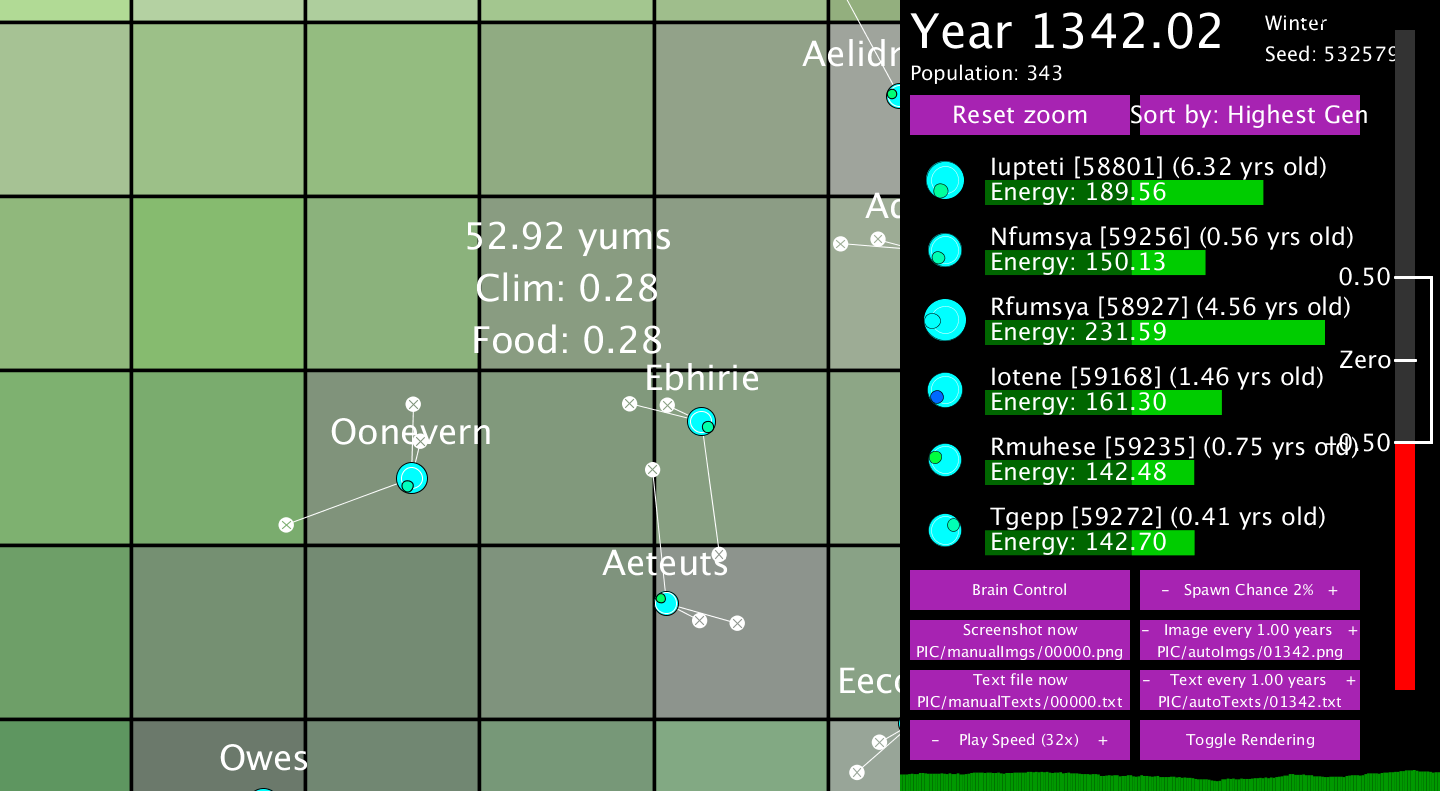 Aelidr
Ac
52.92 yums
Clim: 0.28
Food: 0.28
Ebhirie
Oonevern
Aeteuts
Eecc
Owes
Year 1342.02
Winter
Seed: 532579
Population: 343
Reset zoom
Sort by: Highest Gen
Iupteti [58801] (6.32 yrs old)
Energy: 189.56
Nfumsya [59256] (0.56 yrs old)
Energy: 150.13
Rfumsya [58927] (4.56 yrs old)
Energy: 231.59
Iotene [59168] (1.46 yrs old)
Energy: 161.30
Rmuhese [59235] (0.75 yrs old)
Energy: 142.48
Tgepp [59272] (0.41 yrs old)
Energy: 142.70
0.50
Zero
-0.50
Brain Control
- Spawn Chance 2% +
Screenshot now
PIC/manualImgs/00000.png
- Image every 1.00 years +
PIC/autoImgs/01342.png
Text file now
PIC/manualTexts/00000.txt
- Text every 1.00 years +
PIC/autoTexts/01342.txt
- Play Speed (32x) +
Toggle Rendering